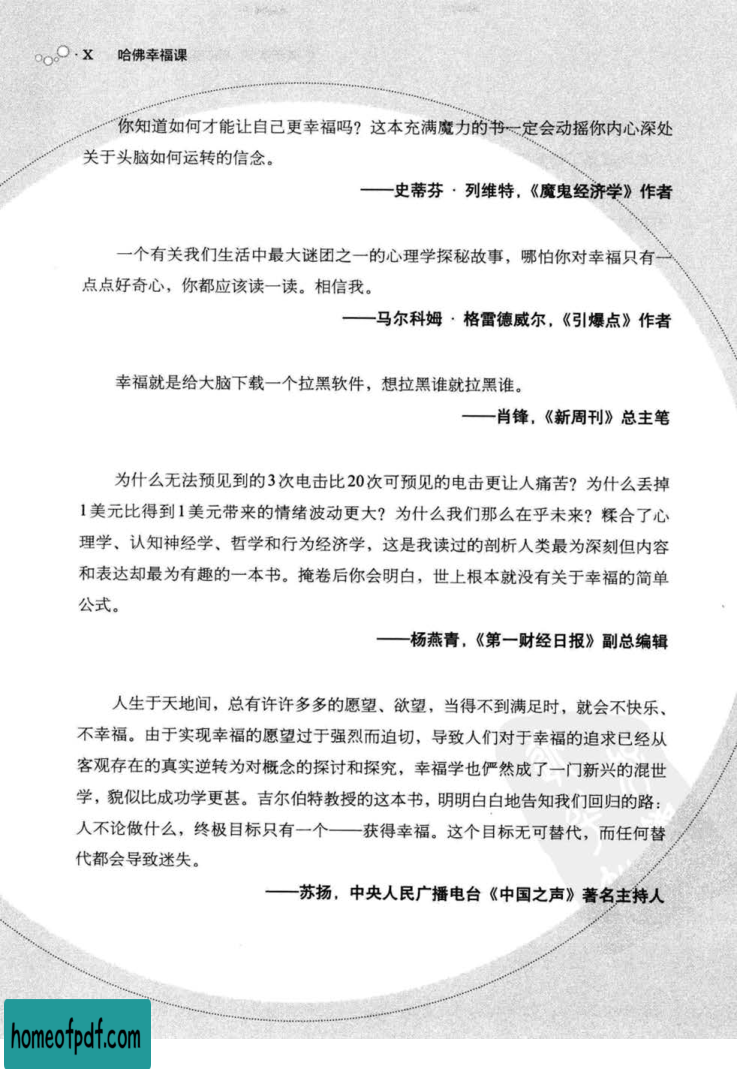 · X 哈佛幸福课
你知道如何才能让自己更幸福吗？这本充满魔力的书一定会动摇你内心深处
关于头脑如何运转的信念。
——史蒂芬 · 列维特，《魔鬼经济学》作者
一个有关我们生活中最大谜团之一的心理学探秘故事，哪怕你对幸福只有一
点点好奇心，你都应该读一读。相信我。
——马尔科姆 · 格雷德威尔，《引爆点》作者
幸福就是给大脑下载一个拉黑软件，想拉黑谁就拉黑谁。
——肖锋，《新周刊》总主笔
为什么无法预见到的3次电击比20次可预见的电击更让人痛苦？为什么丢掉
1美元比得到1美元带来的情绪波动更大？为什么我们那么在乎未来？糅合了心
理学、认知神经学、哲学和行为经济学，这是我读过的剖析人类最为深刻但内容
和表达却最为有趣的一本书。掩卷后你会明白，世上根本就没有关于幸福的简单
公式。
——杨燕青，《第一财经日报》副总编辑
人生于天地间，总有许许多多的愿望、欲望，当得不到满足时，就会不快乐、
不幸福。由于实现幸福的愿望过于强烈而迫切，导致人们对于幸福的追求已经从
客观存在的真实逆转为对概念的探讨和探究，幸福学也俨然成了一门新兴的混世
学，貌似比成功学更甚。吉尔伯特教授的这本书，明明白白地告知我们回归的路：
人不论做什么，终极目标只有一个——获得幸福。这个目标无可替代，而任何替
代都会导致迷失。
——苏扬，中央人民广播电台《中国之声》著名主持人
homeofpdf.com